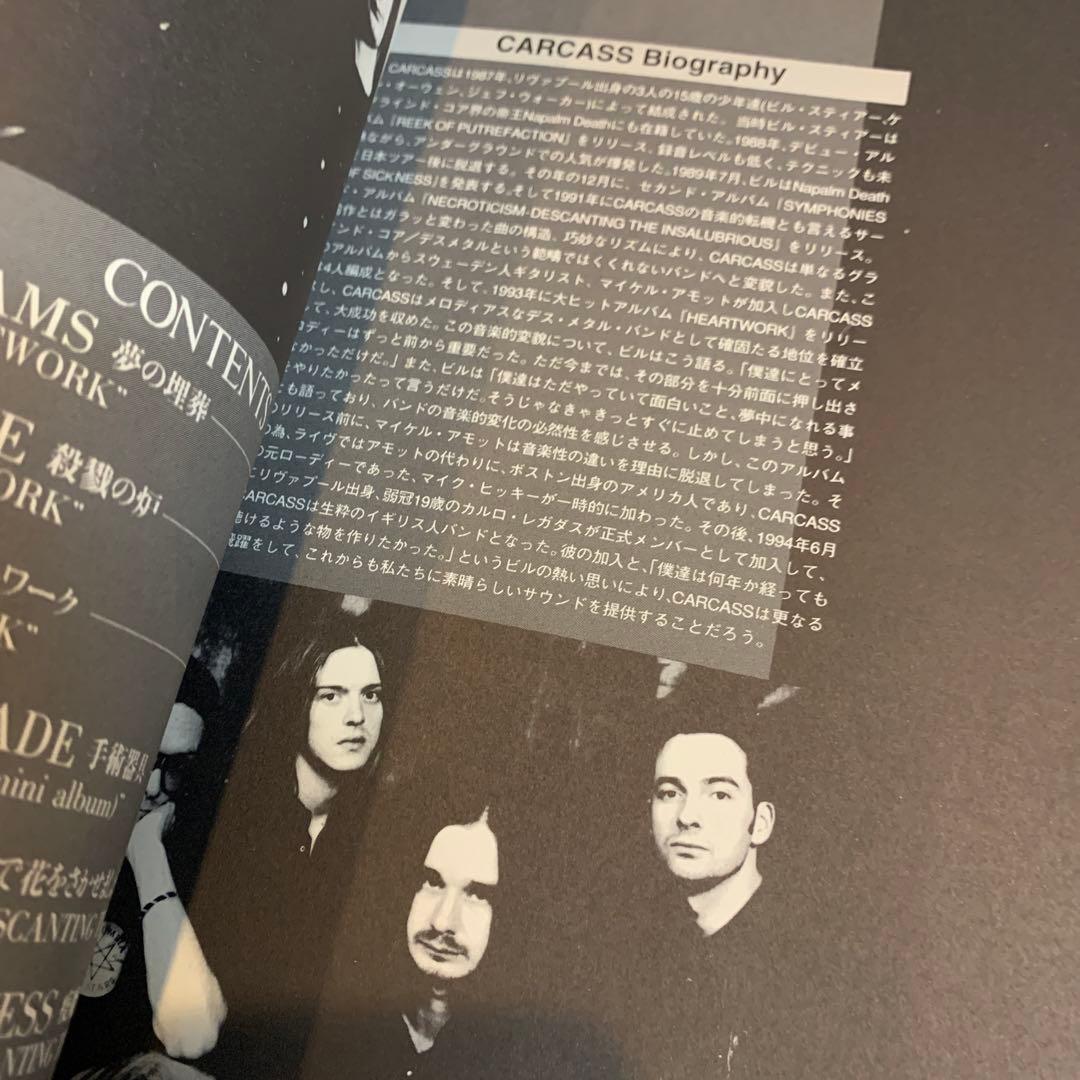 CONTENTS
AMS 夢の埋葬
TWORK"
E 殺戮の炉
ORK"
トワーク
K"
ADE 手術器具
mini album)"
で花をさかせ
SCANTING
ESS
NTING
CARCASS Biography
CARCASSは1987年、リヴァプール出身の3人の15歳の少年達(ビル・スティアー、ケ
・オーウェン、ジェフ・ウォーカー)によって結成された。当時ビル・スティアーは
ラインド・コア界の帝王Napalm Deathにも在籍していた。1988年、デビュー・アル
ム『REEK OF PUTREFACTION』をリリース、録音レベルも低く、テクニックも未
ながら、アンダーグラウンドでの人気が爆発した。1989年7月、ビルはNapalm Death
日本ツアー後に脱退する。その年の12月に、セカンド・アルバム『SYMPHONIES
OF SICKNESS』を発表する。そして1991年にCARCASSの音楽的転機とも言えるサー
・アルバム『NECROTICISM-DESCANTING THE INSALUBRIOUS』をリリース。
作とはガラッと変わった曲の構造、巧妙なリズムにより、CARCASSは単なるグラ
ンド・コア/デスメタルという範疇ではくくれないバンドへと変貌した。また、こ
のアルバムからスウェーデン人ギタリスト、マイケル・アモットが加入しCARCASS
4人編成となった。そして、1993年に大ヒットアルバム『HEARTWORK』をリリー
し、CARCASSはメロディアスなデス・メタル・バンドとして確固たる地位を確立
て、大成功を収めた。この音楽的変貌について、ビルはこう語る。「僕達にとってメ
ロディーはずっと前から重要だった。ただ今までは、その部分を十分前面に押し出さ
なかっただけだ。」また、ビルは「僕達はただやっていて面白いこと、夢中になれる事
やりたかったって言うだけだ。そうじゃなきゃきっとすぐに止めてしまうと思う。」
も語っており、バンドの音楽的変化の必然性を感じさせる。しかし、このアルバム
のリリース前に、マイケル・アモットは音楽性の違いを理由に脱退してしまった。そ
の為、ライヴではアモットの代わりに、ボストン出身のアメリカ人であり、CARCASS
の元ローディーであった、マイク・ヒッキーが一時的に加わった。その後、1994年6月
にリヴァプール出身、弱冠19歳のカルロ・レガダスが正式メンバーとして加入して、
CARCASSは生粋のイギリス人バンドとなった。彼の加入と、「僕達は何年か経っても
聴けるような物を作りたかった。」というビルの熱い思いにより、CARCASSは更なる
躍をして、これからも私たちに素晴らしいサウンドを提供することだろう。